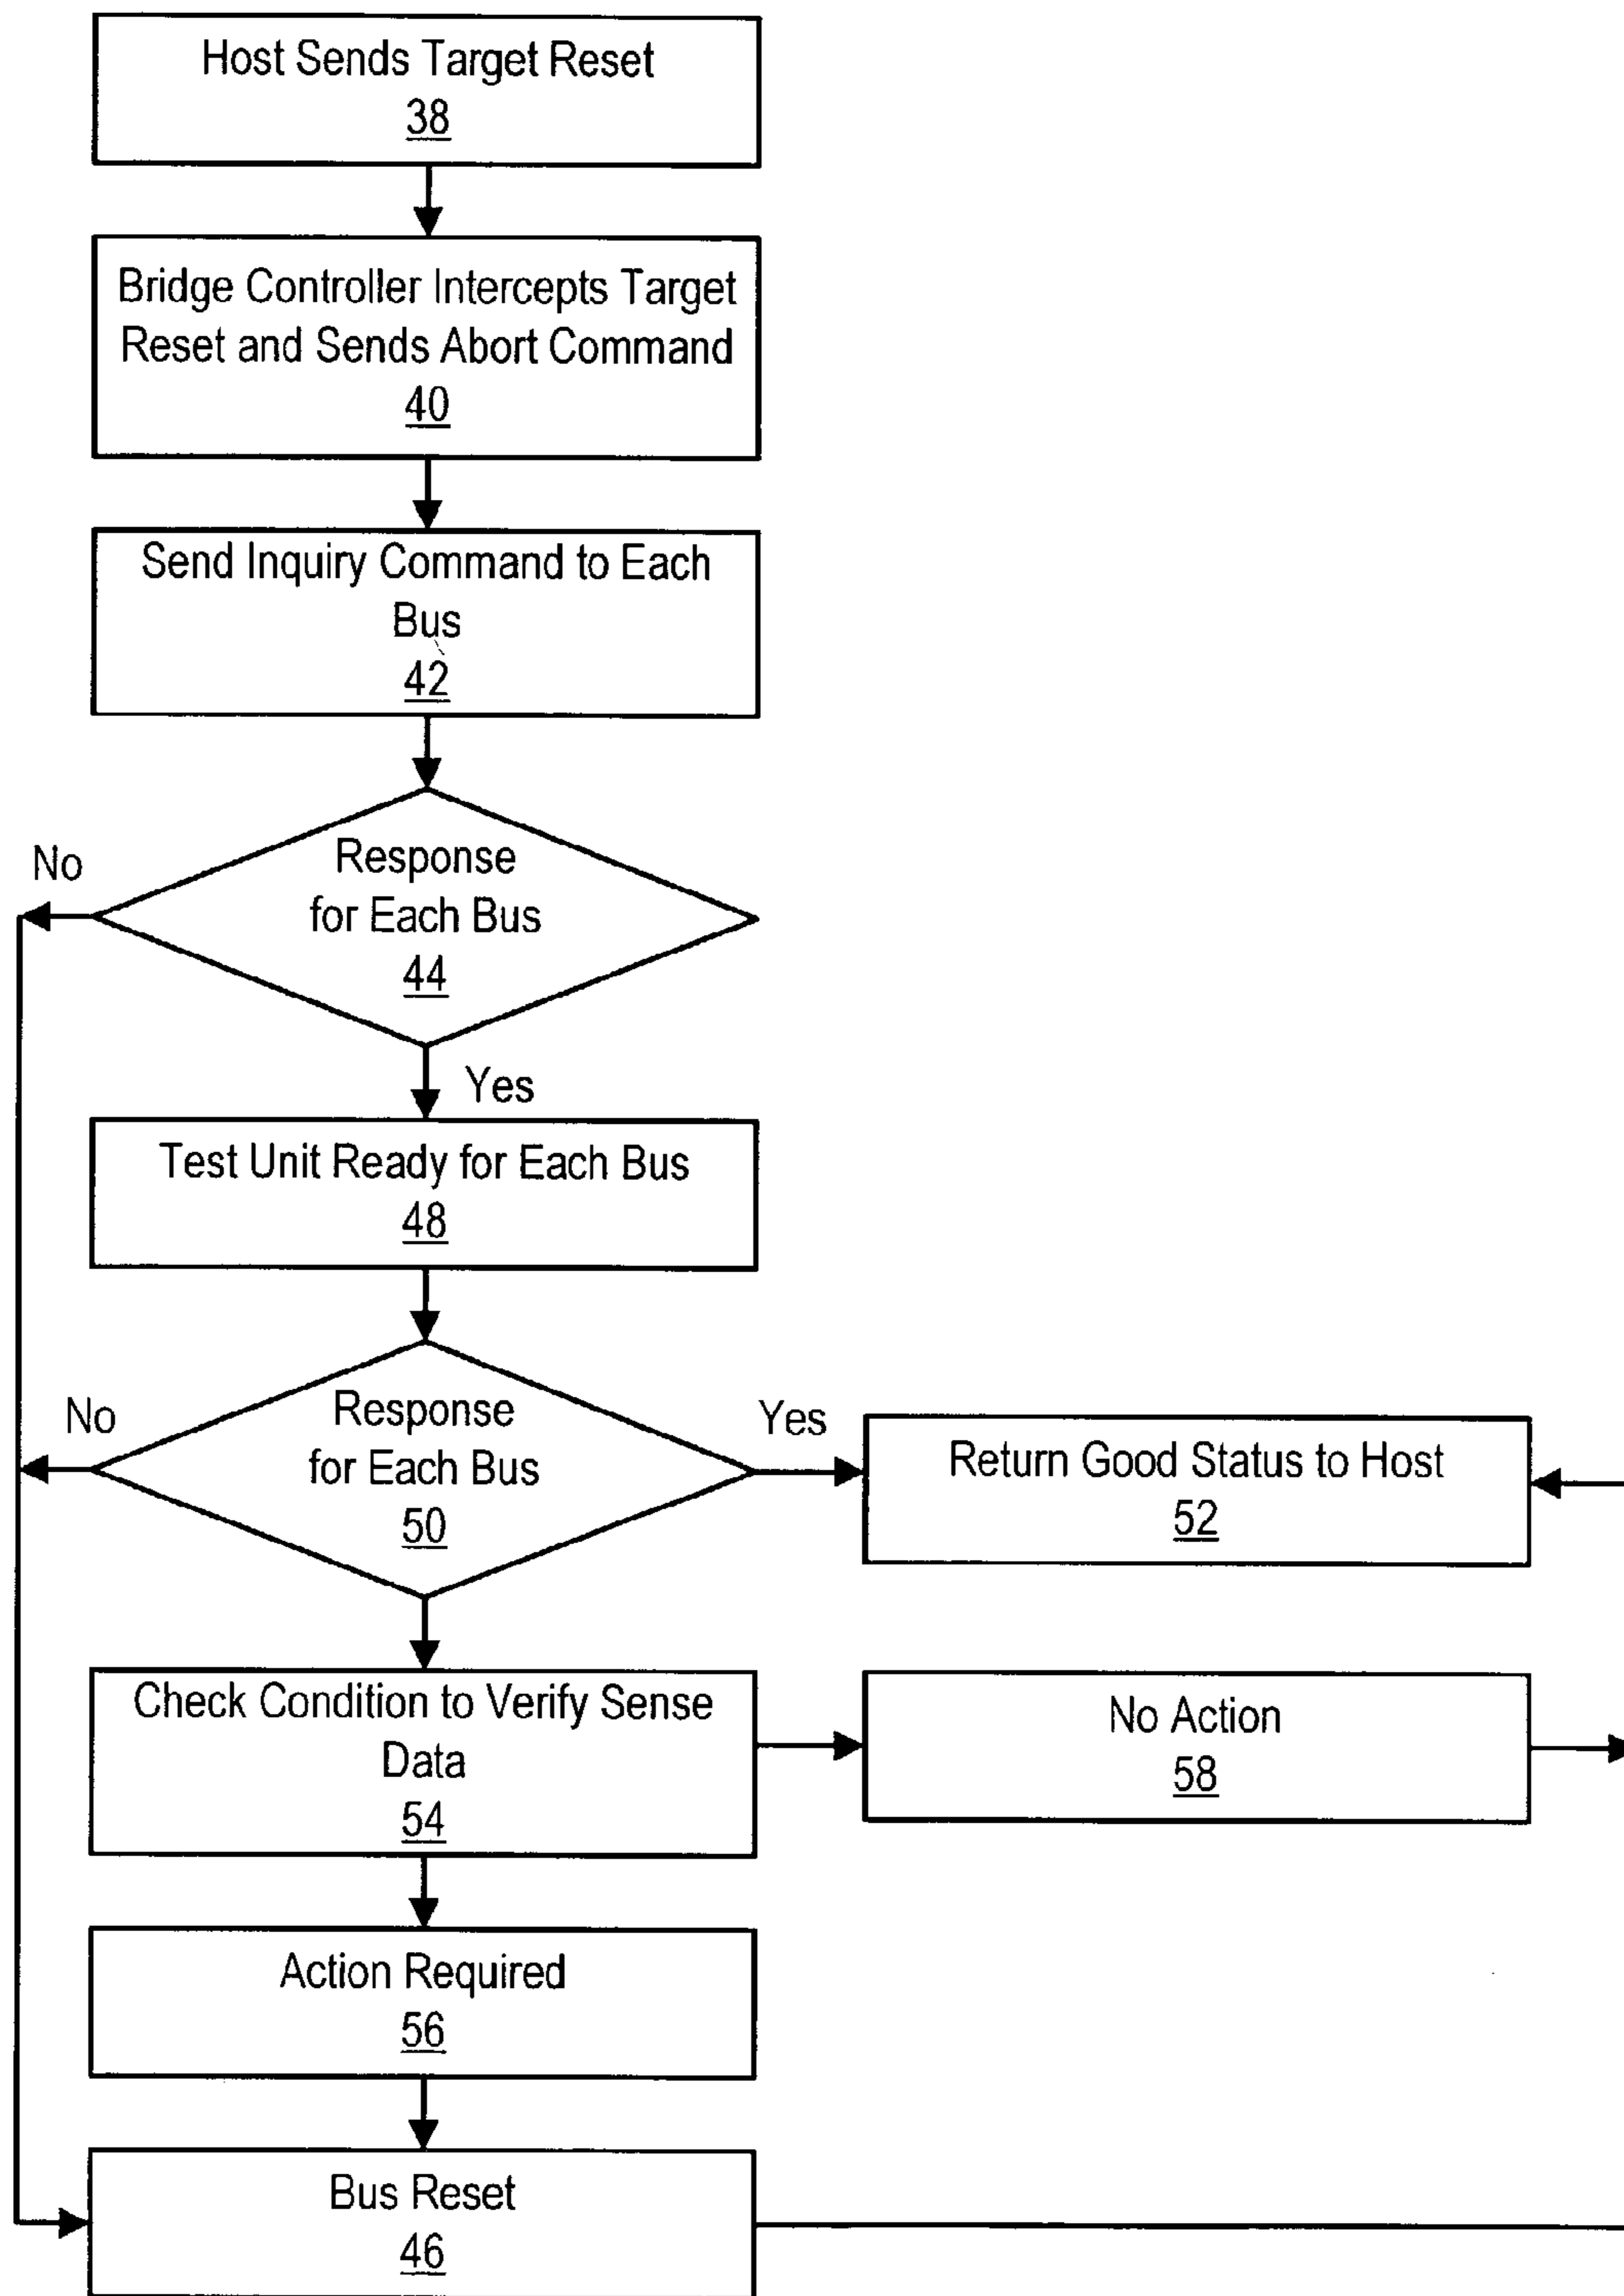 Host Sends Target Reset
38
Bridge Controller Intercepts Target
Reset and Sends Abort Command
40
Send Inquiry Command to Each
Bus
42
No
Response
for Each Bus
44
Yes
Test Unit Ready for Each Bus
48
No
Response
for Each Bus
50
Yes
Return Good Status to Host
52
Check Condition to Verify Sense
Data
54
No Action
58
Action Required
56
Bus Reset
46